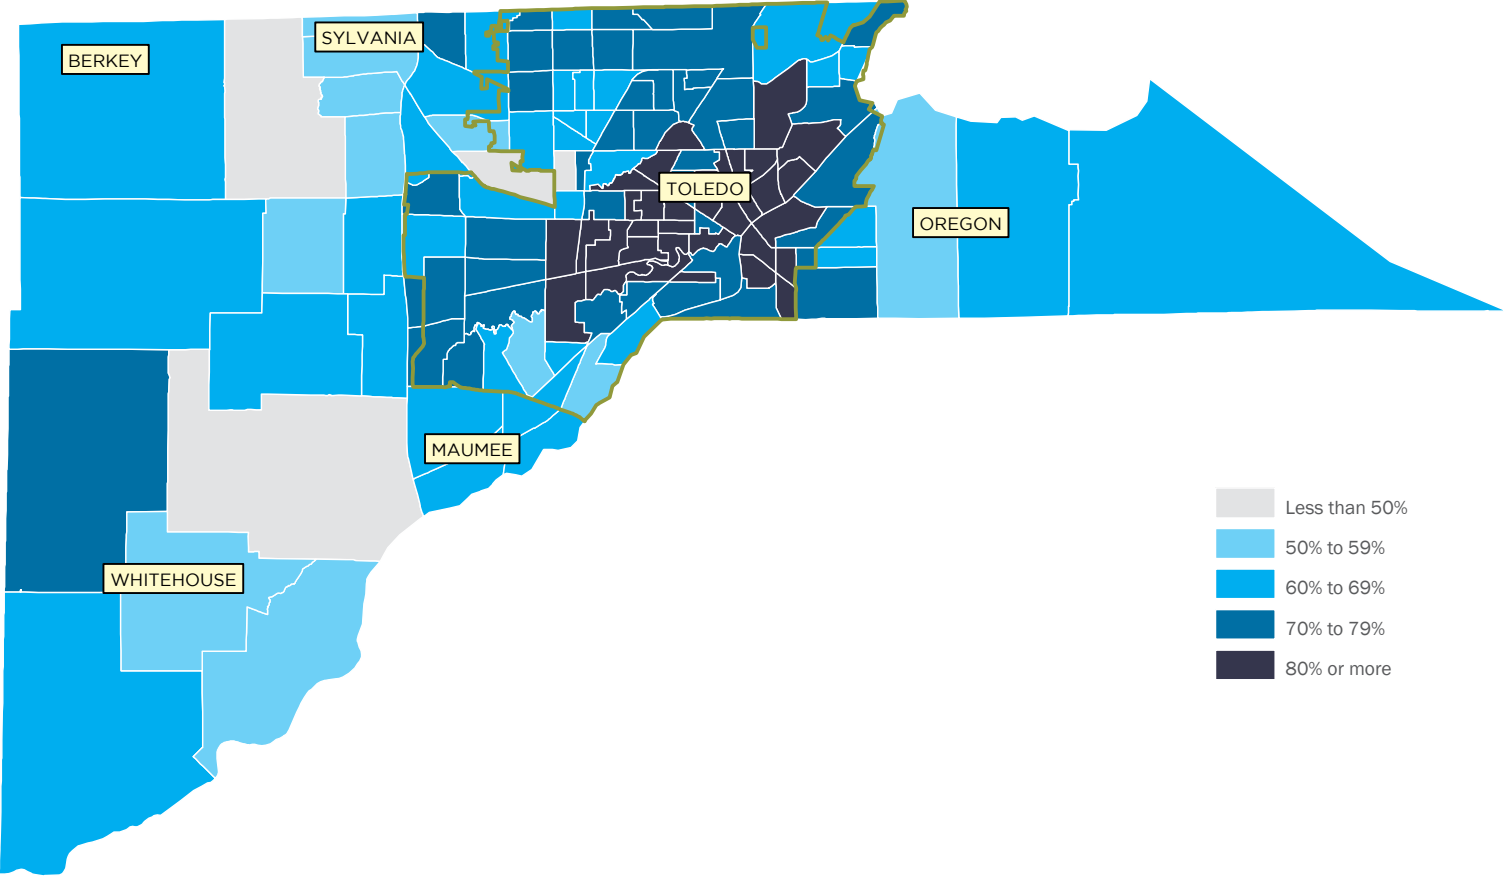 SYLVANIA
BERKEY
TOLEDO
OREGON
MAUMEE
WHITEHOUSE
Less than 50%
50% to 59%
60% to 69%
70% to 79%
80% or more